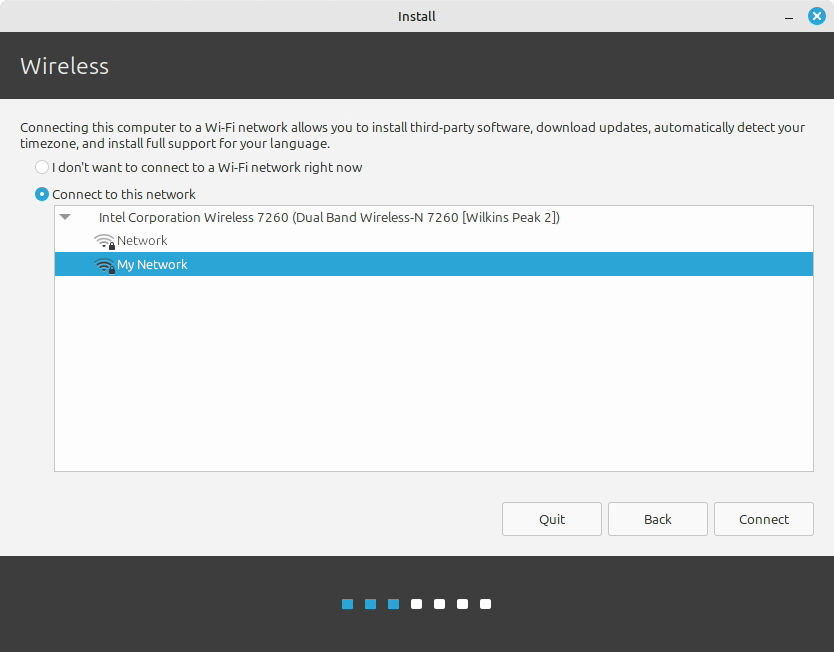 Install
Wireless
Connecting this computer to a Wi-Fi network allows you to install third-party software, download updates, automatically detect your
timezone, and install full support for your language.
I don't want to connect to a Wi-Fi network right now
Connect to this network
Intel Corporation Wireless 7260 (Dual Band Wireless-N 7260 [Wilkins Peak 2])
Network
My Network
Quit Back Connect